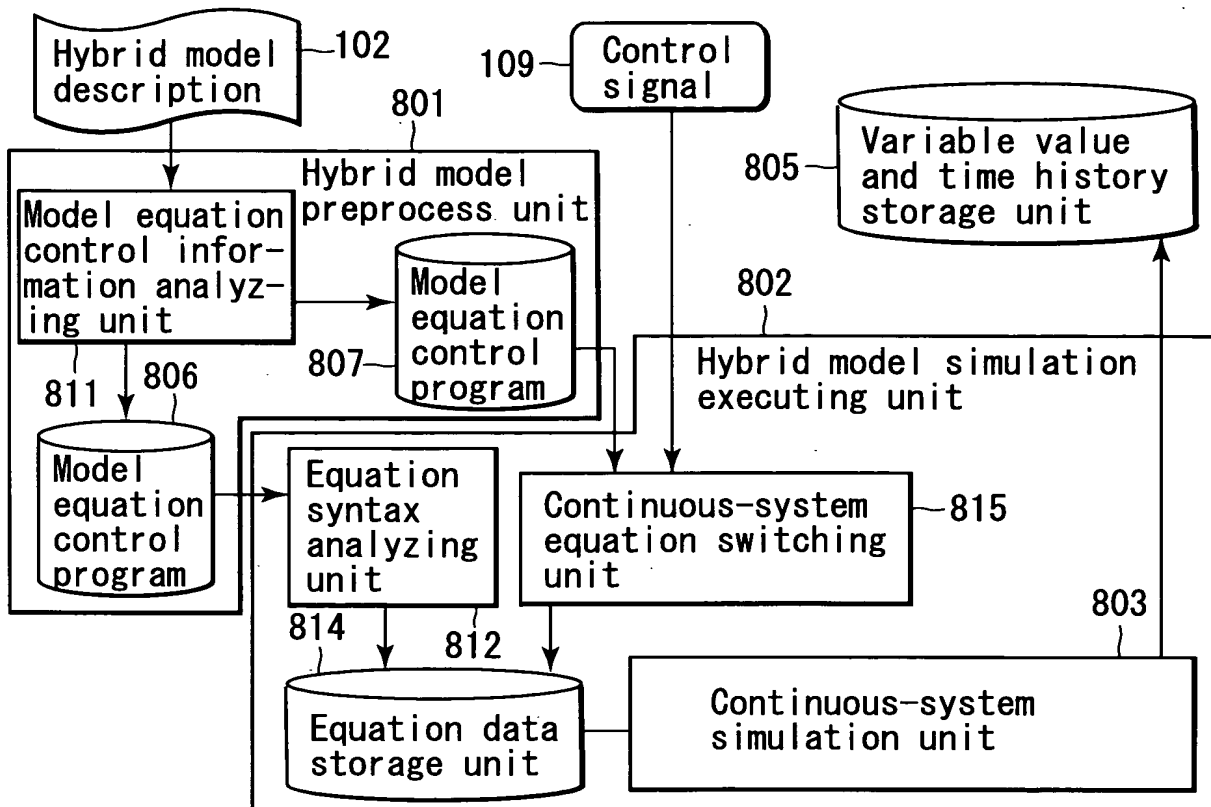 Hybrid model
description
102
109
Control
signal
801
805
Variable value
and time history
storage unit
Hybrid model
preprocess unit
Model equation
control infor-
mation analyz-
ing unit
811
806
807
Model
equation
control
program
802
Hybrid model simulation
executing unit
Model
equation
control
program
Equation
syntax
analyzing
unit
Continuous-system
equation switching
unit
815
814
812
803
Equation data
storage unit
Continuous-system
simulation unit